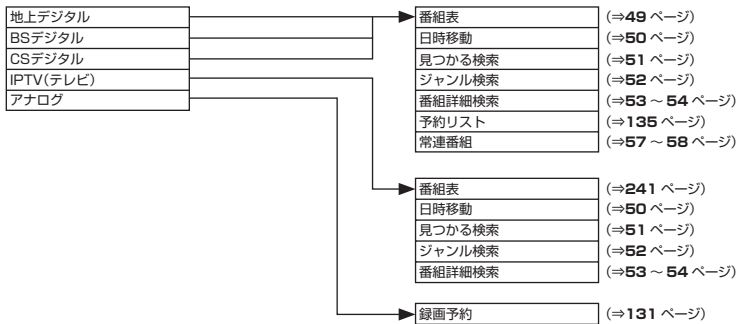 地上デジタル
BSデジタル
CSデジタル
IPTV(テレビ)
アナログ
番組表 (⇒49 ページ)
日時移動 (⇒50 ページ)
見つかる検索 (⇒51 ページ)
ジャンル検索 (⇒52 ページ)
番組詳細検索 (⇒53 ~ 54 ページ)
予約リスト (⇒135 ページ)
常連番組 (⇒57 ~ 58 ページ)
番組表 (⇒241 ページ)
日時移動 (⇒50 ページ)
見つかる検索 (⇒51 ページ)
ジャンル検索 (⇒52 ページ)
番組詳細検索 (⇒53 ~ 54 ページ)
録画予約 (⇒131 ページ)